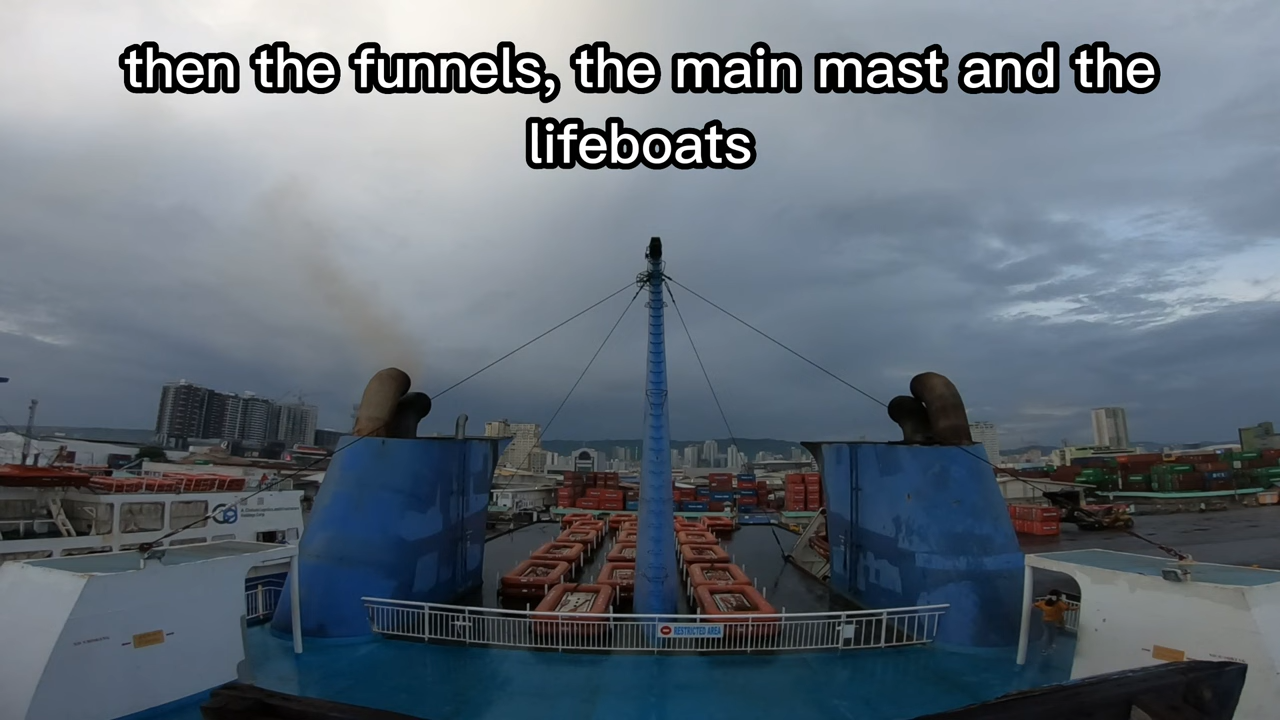 then the funnels, the main mast and the
lifeboats
RESTRICTED AREA